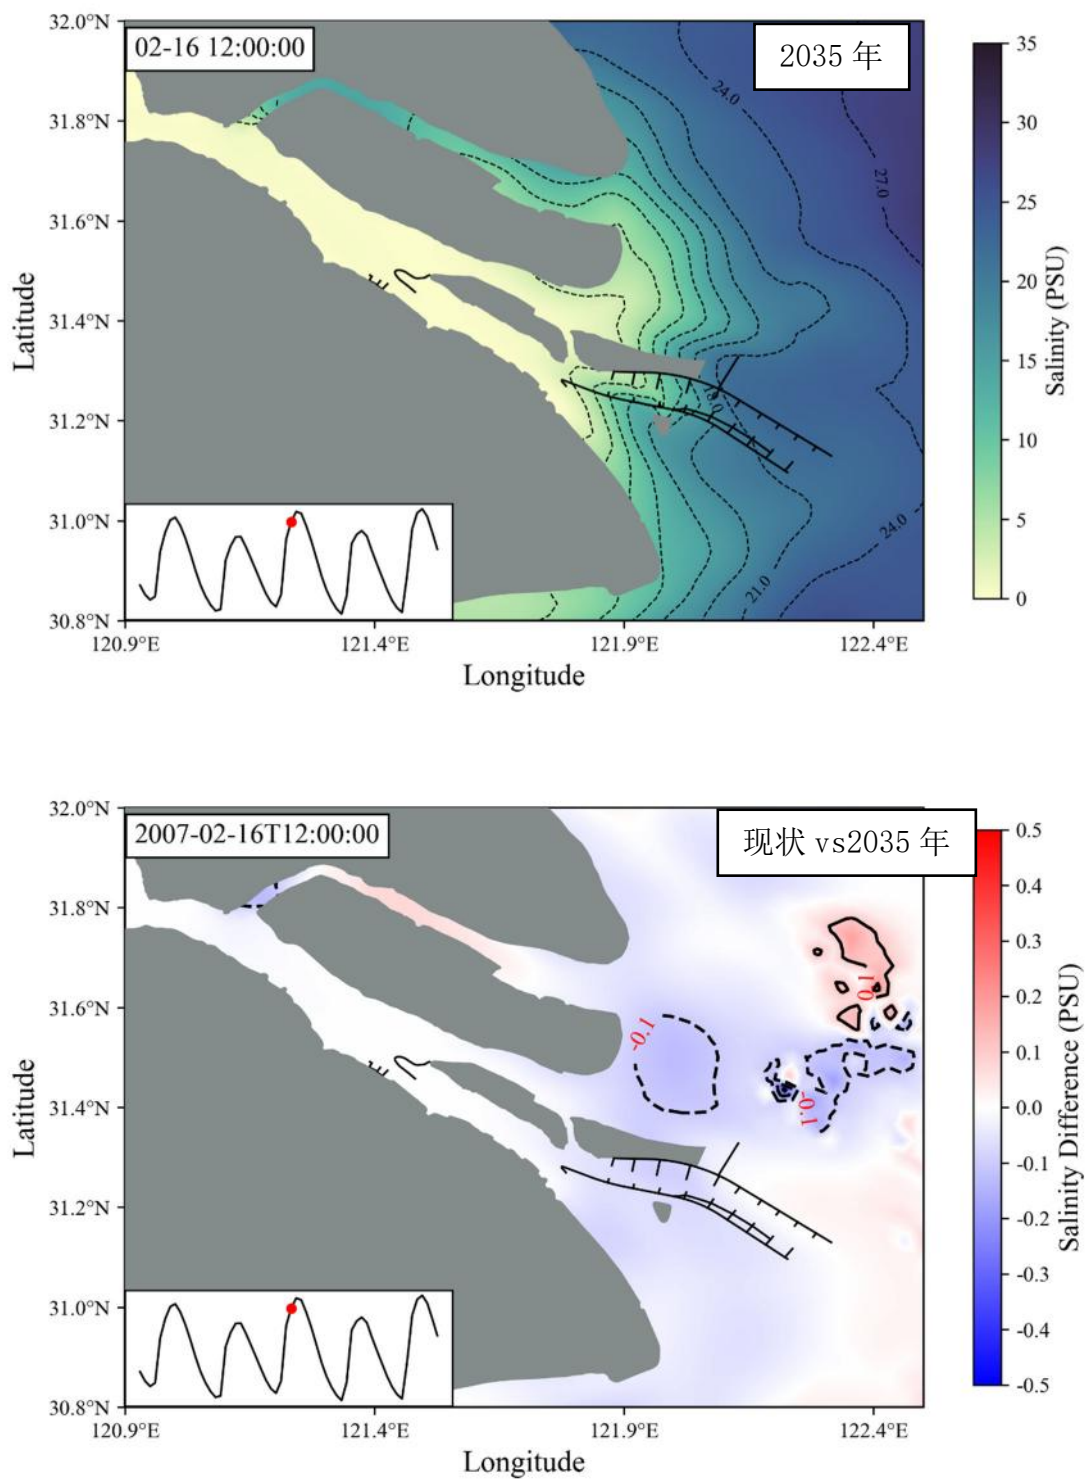 32.0°N
02-16 12:00:00
2035 年
35
24.0
31.8°N
30
27.0
31.6°N
25
Latitude
31.4°N
20
Salinity (PSU)
15
18.0
31.2°N
10
31.0°N
24.0
5
21.0
30.8°N
0
120.9°E 121.4°E 121.9°E 122.4°E
Longitude
32.0°N
2007-02-16T12:00:00
现状 vs2035 年
0.5
0.4
31.8°N
0.3
0.1
31.6°N
-0.1
0.2
Latitude
0.1
31.4°N
-0.1
0.0
Salinity Difference (PSU)
-0.1
31.2°N
-0.2
-0.3
31.0°N
-0.4
30.8°N
-0.5
120.9°E 121.4°E 121.9°E 122.4°E
Longitude